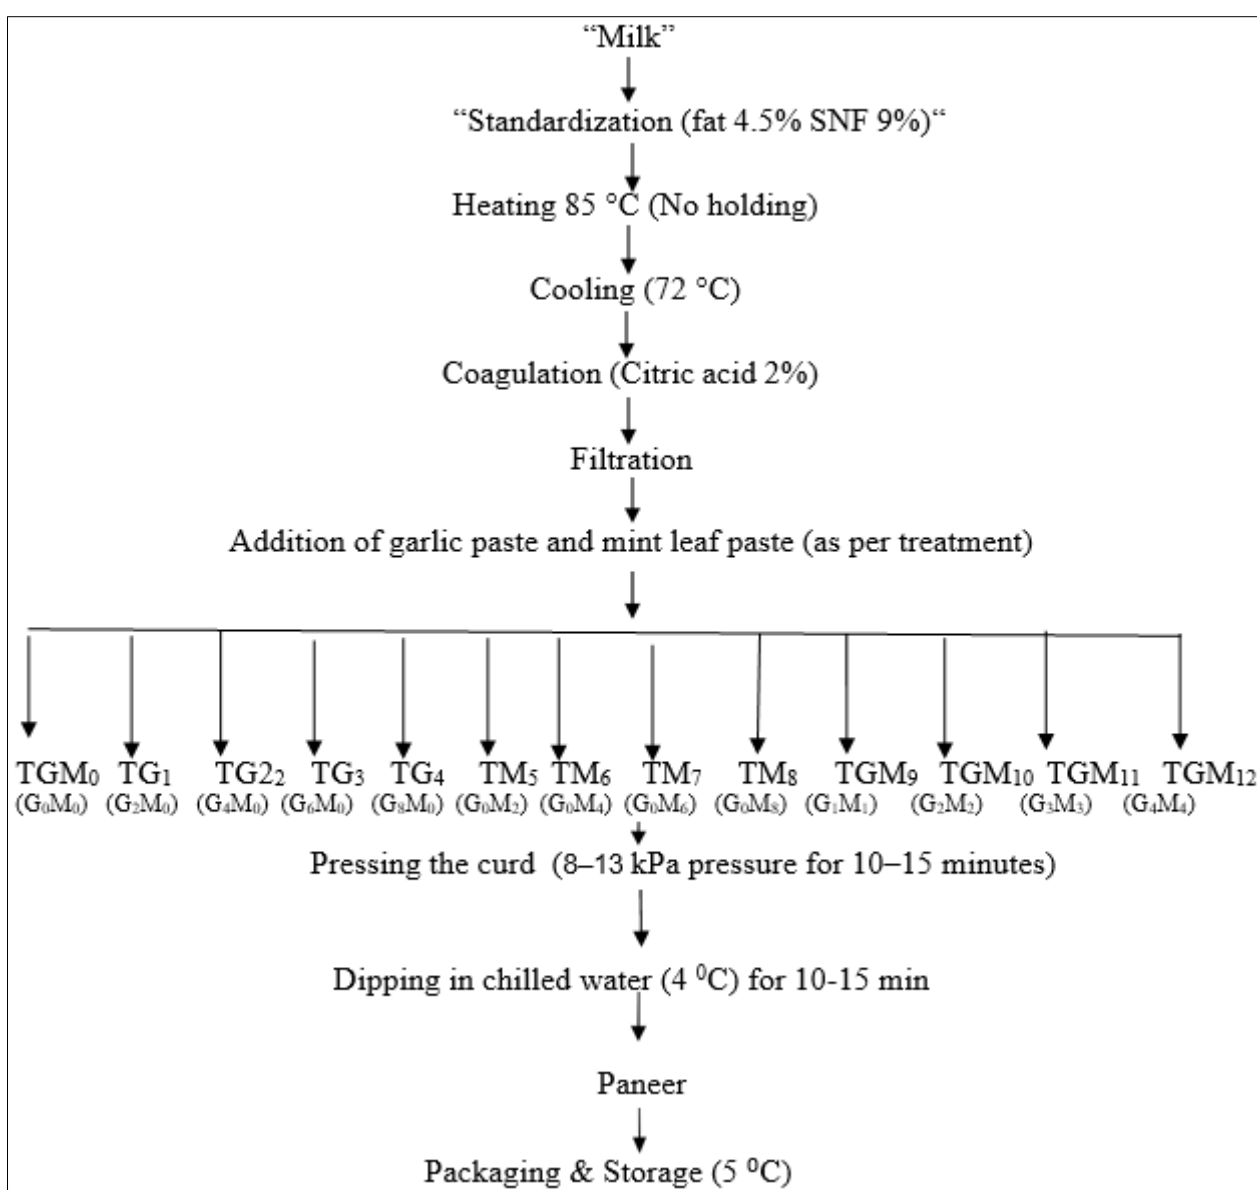 “Milk”
“Standardization (fat 4.5% SNF 9%)“
Heating 85 °C (No holding)
Cooling (72 °C)
Coagulation (Citric acid 2%)
Filtration
Addition of garlic paste and mint leaf paste (as per treatment)
TGM₀ TG₁ TG2₂ TG₃ TG₄ TM₅ TM₆ TM₇ TM₈ TGM₉ TGM₁₀ TGM₁₁ TGM₁₂
(G₀M₀) (G₂M₀) (G₄M₀) (G₆M₀) (G₈M₀) (G₀M₂) (G₀M₄) (G₀M₆) (G₀M₈) (G₁M₁) (G₂M₂) (G₃M₃) (G₄M₄)
Pressing the curd (8–13 kPa pressure for 10–15 minutes)
Dipping in chilled water (4 ⁰C) for 10-15 min
Paneer
Packaging & Storage (5 ⁰C)